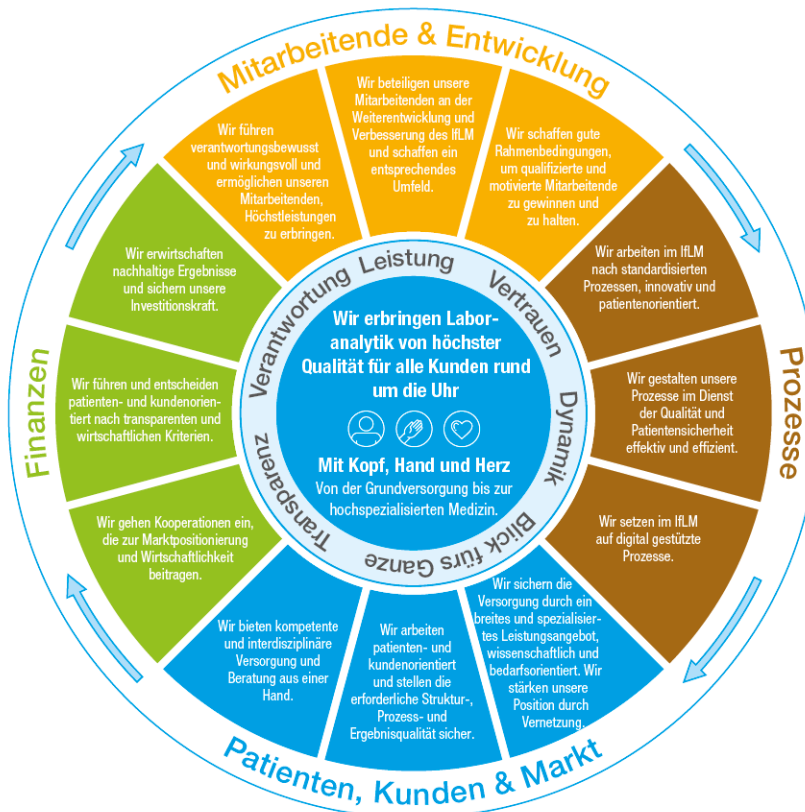 Mitarbeitende & Entwicklung
Wir führen
verantwortungsbewusst
und wirkungsvoll und
ermöglichen unseren
Mitarbeitenden,
Höchstleistungen
zu erbringen.
Wir beteiligen unsere
Mitarbeitenden an der
Weiterentwicklung und
Verbesserung des IfLM
und schaffen ein
entsprechendes
Umfeld.
Wir schaffen gute
Rahmenbedingungen,
um qualifizierte und
motivierte Mitarbeitende
zu gewinnen und
zu halten.
Prozesse
Wir arbeiten im IfLM
nach standardisierten
Prozessen, innovativ und
patientenorientiert.
Wir gestalten unsere
Prozesse im Dienst
der Qualität und
Patientensicherheit
effektiv und effizient.
Wir setzen im IfLM
auf digital gestützte
Prozesse.
Patienten, Kunden & Markt
Wir sichern die
Versorgung durch ein
breites und spezialisier-
tes Leistungsangebot,
wissenschaftlich und
bedarfsorientiert. Wir
stärken unsere
Position durch
Vernetzung.
Wir arbeiten
patienten- und
kundenorientiert
und stellen die
erforderliche Struktur-,
Prozess- und
Ergebnisqualität sicher.
Wir bieten kompetente
und interdisziplinäre
Versorgung und
Beratung aus einer
Hand.
Finanzen
Wir gehen Kooperationen ein,
die zur Marktpositionierung
und Wirtschaftlichkeit
beitragen.
Wir führen und entscheiden
patienten- und kundenorien-
tiert nach transparenten und
wirtschaftlichen Kriterien.
Wir erwirtschaften
nachhaltige Ergebnisse
und sichern unsere
Investitionskraft.
Leistung
Vertrauen
Dynamik
Blick fürs Ganze
Transparenz
Verantwortung
Wir erbringen Labor-
analytik von höchster
Qualität für alle Kunden rund
um die Uhr
Mit Kopf, Hand und Herz
Von der Grundversorgung bis zur
hochspezialisierten Medizin.